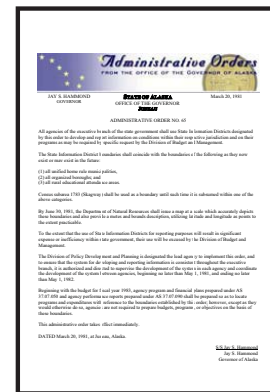 Administrative Orders
FROM THE OFFICE OF THE GOVERNOR OF ALASKA
JAY S. HAMMOND
GOVERNOR
STATE OF ALASKA
OFFICE OF THE GOVERNOR
JUNEAU
March 20, 1981
ADMINISTRATIVE ORDER NO. 65
All agencies of the executive branch of the state government shall use State Information Districts designated
by this order to develop and report information on conditions within their respective jurisdiction and on their
programs as may be required by specific request by the Division of Budget and Management.
The State Information District boundaries shall coincide with the boundaries of the following as they now
exist or may exist in the future:
(1) all unified home rule municipalities,
(2) all organized boroughs; and
(3) all rural educational attendance areas.
Census subarea 1785 (Skagway) shall be used as a boundary until such time it is subsumed within one of the
above categories.
By June 30, 1981, the Department of Natural Resources shall issue a map at a scale which accurately depicts
these boundaries and also provide a metes and bounds description, utilizing latitude and longitude as points to
the extent practicable.
To the extent that the use of State Information Districts for reporting purposes will result in significant
expense or inefficiency within state government, their use will be excused by the Division of Budget and
Management.
The Division of Policy Development and Planning is designated the lead agency to implement this order, and
to ensure that the system for developing and reporting information is consistent throughout the executive
branch, it is authorized and directed to supervise the development of the system in each agency and coordinate
the development of the system between agencies, beginning no later than May 1, 1981, and ending no later
than May 1, 1982.
Beginning with the budget for fiscal year 1983, agency program and financial plans prepared under AS
37.07.050 and agency performance reports prepared under AS 37.07.080 shall be prepared so as to locate
programs and expenditures with reference to the boundaries established by this order; however, except as they
would otherwise do so, agencies are not required to prepare budgets, programs, or objectives on the basis of
these boundaries.
This administrative order takes effect immediately.
DATED March 20, 1981, at Juneau, Alaska.
S/S Jay S. Hammond
Jay S. Hammond
Governor
State of Alaska